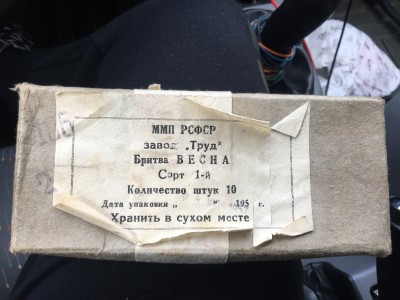 ММП РСФСР
завод „Труд"
Бритва ВЕСНА
Сорт 1-й
Количество штук 10
Дата упаковки „ " 195 г.
Хранить в сухом месте